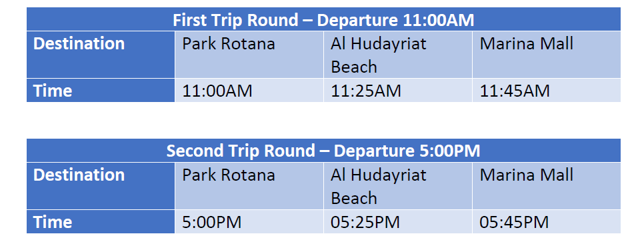 First Trip Round – Departure 11:00AM
Destination Park Rotana Al Hudayriat Beach Marina Mall
Time 11:00AM 11:25AM 11:45AM
Second Trip Round – Departure 5:00PM
Destination Park Rotana Al Hudayriat Beach Marina Mall
Time 5:00PM 05:25PM 05:45PM